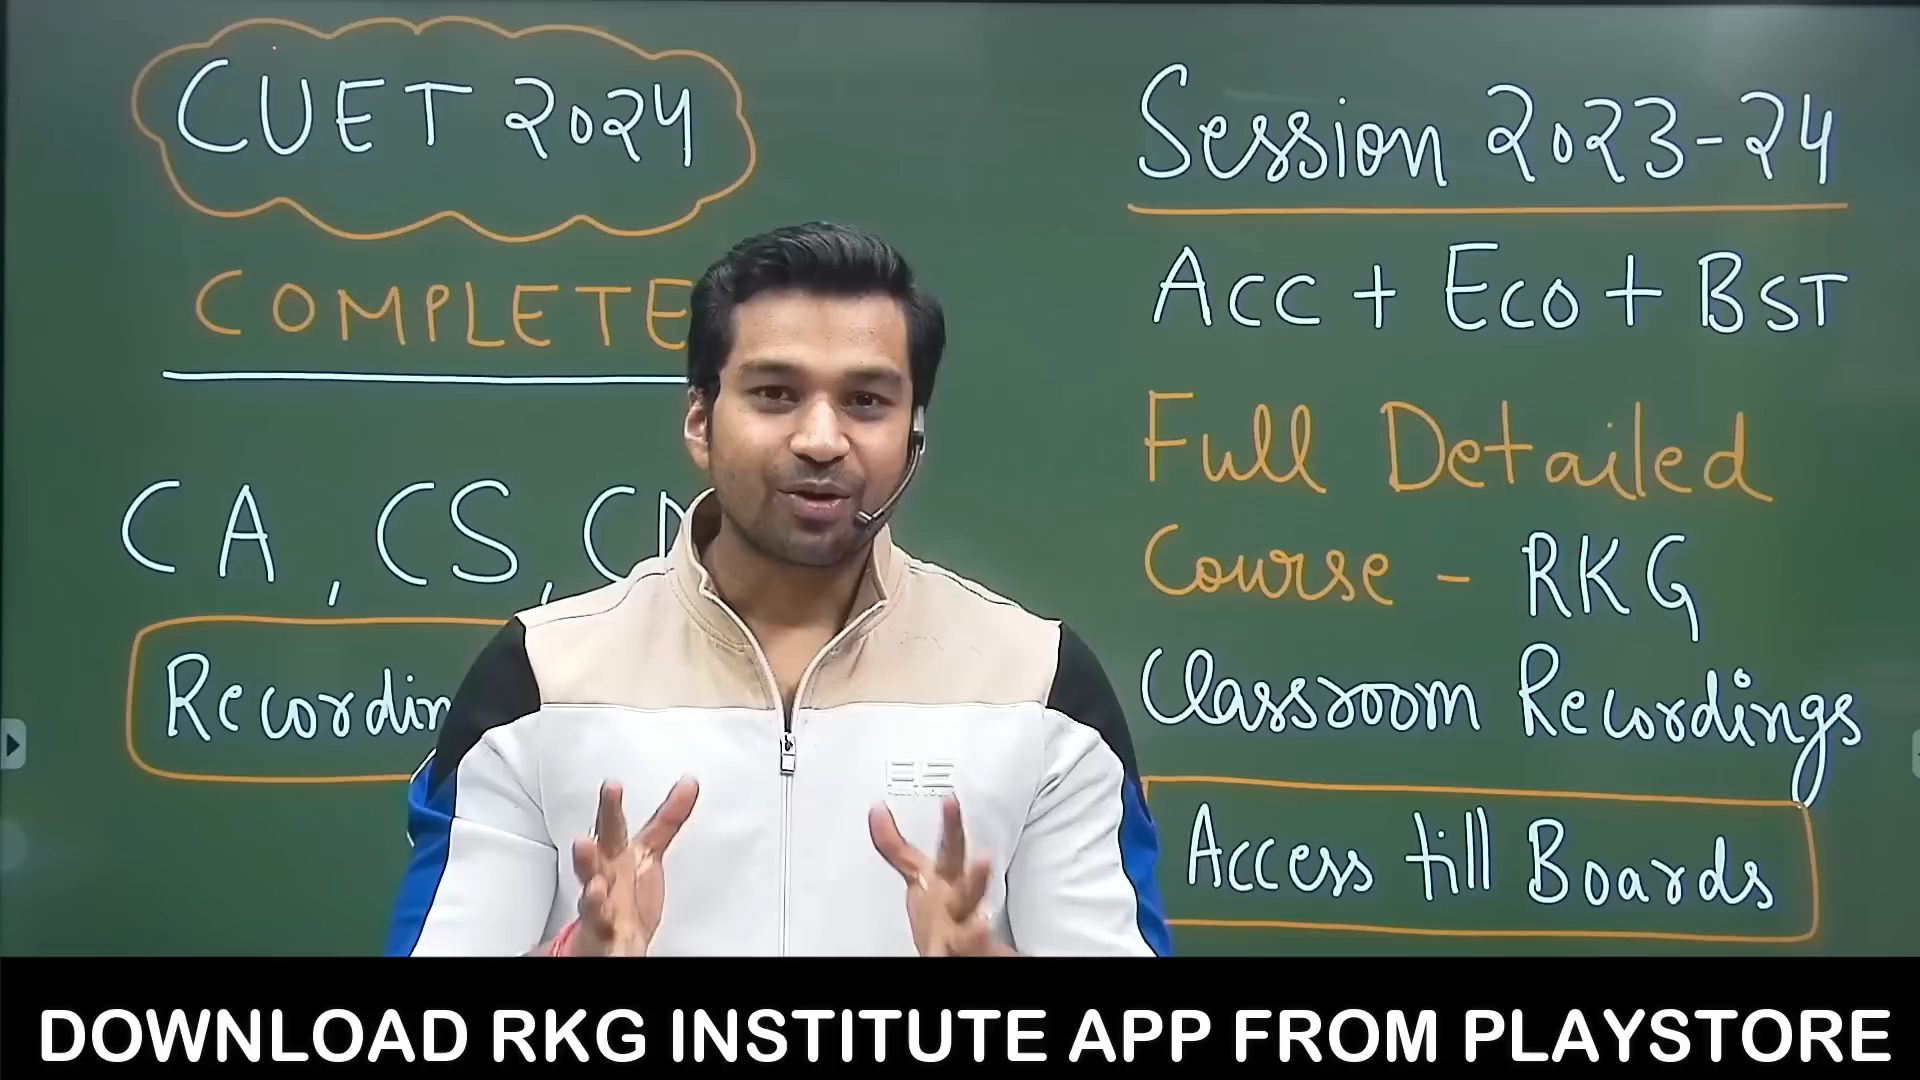 CUET 2024
COMPLETE
CA, CS,
Session 2023-24
Acc + Eco + BST
Full Detailed
Course - RKG
Classroom Recordings
Access till Boards
DOWNLOAD RKG INSTITUTE APP FROM PLAYSTORE